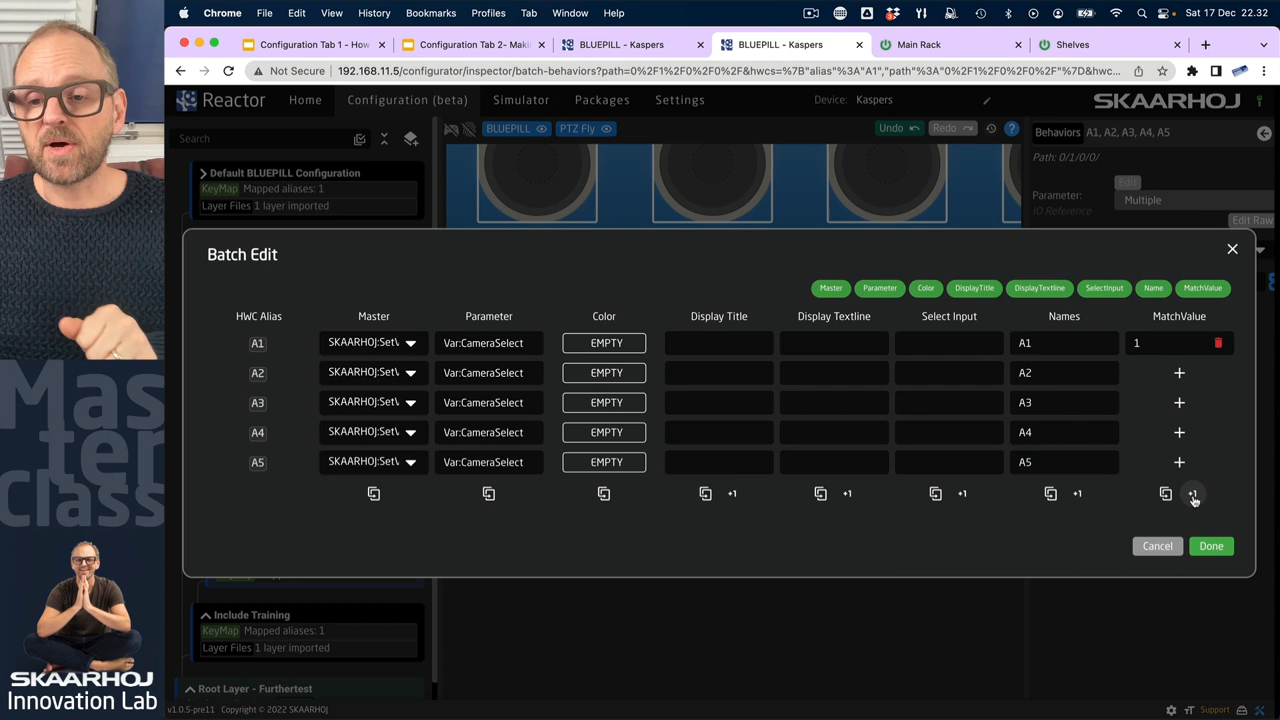 Chrome File Edit View History Bookmarks Profiles Tab Window Help Sat 17 Dec 22.32
Configuration Tab 1 - How
Configuration Tab 2- Maki
BLUEPILL - Kaspers
BLUEPILL - Kaspers
Main Rack
Shelves
Not Secure 192.168.11.5/configurator/inspector/batch-behaviors?path=0%2F1%2F0%2F0%2F&hwcs=%7B"alias"%3A"A1","path"%3A"0%2F1%2F0%2F0%2F"%7D&hwc...
Reactor Home Configuration (beta) Simulator Packages Settings Device: Kaspers SKAARHOJ
Search
BLUEPILL PTZ Fly Undo Redo ?
Behaviors A1, A2, A3, A4, A5
Default BLUEPILL Configuration
KeyMap Mapped aliases: 1
Layer Files 1 layer imported
Path: 0/1/0/0/
Edit
Parameter: Multiple
IO Reference
Edit Raw
Batch Edit
Master Parameter Color DisplayTitle DisplayTextline SelectInput Name MatchValue
HWC Alias Master Parameter Color Display Title Display Textline Select Input Names MatchValue
A1 SKAARHOJ:Set Var:CameraSelect EMPTY A1 1
A2 SKAARHOJ:Set Var:CameraSelect EMPTY A2 +
A3 SKAARHOJ:Set Var:CameraSelect EMPTY A3 +
A4 SKAARHOJ:Set Var:CameraSelect EMPTY A4 +
A5 SKAARHOJ:Set Var:CameraSelect EMPTY A5 +
+1 +1 +1 +1 +1
Cancel Done
Include Training
KeyMap Mapped aliases: 1
Layer Files 1 layer imported
Root Layer - Furthertest
v1.0.5-pre11 Copyright © 2022 SKAARHOJ
Support
Mas
ter
Class
SKAARHOJ
Innovation Lab